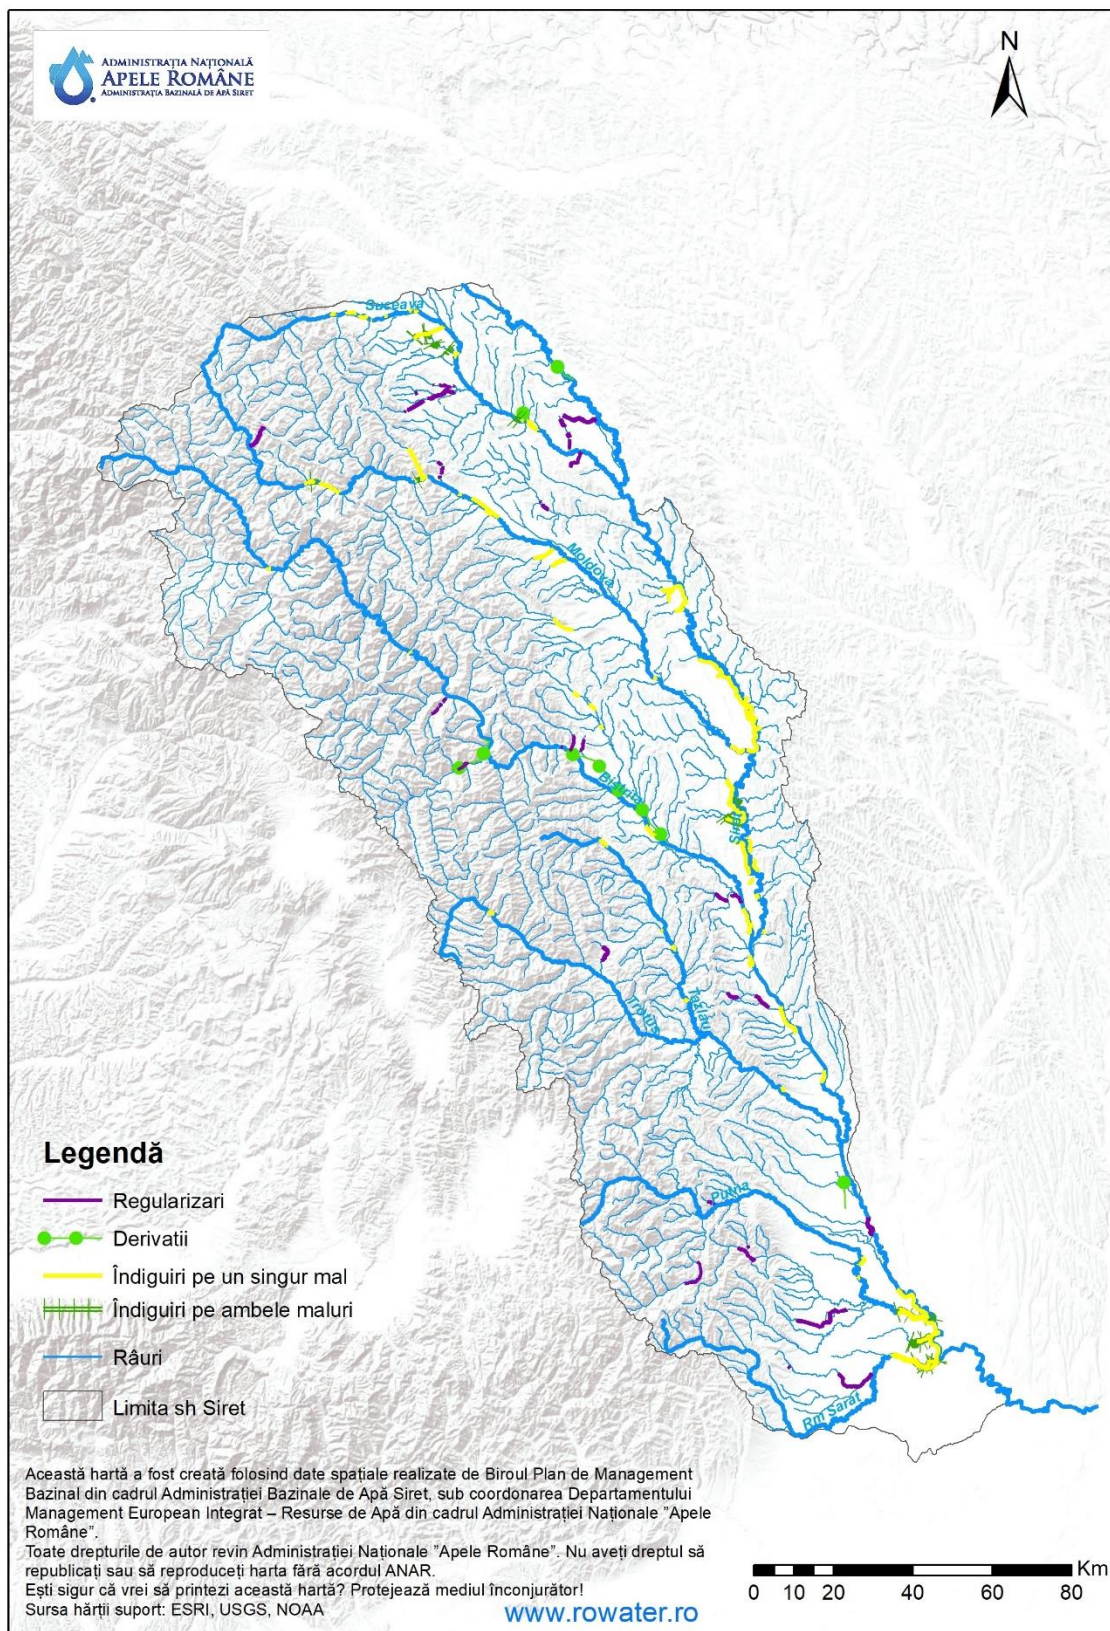 ADMINISTRAȚIA NAȚIONALĂ
APELE ROMÂNE
ADMINISTRAȚIA BAZINALĂ DE APĂ SIRET
N
Suceava
Moldova
Bistrita
Siret
Trotus
Tazlau
Putna
Rm Sarat
Legendă
Regularizari
Derivatii
Îndiguiri pe un singur mal
Îndiguiri pe ambele maluri
Râuri
Limita sh Siret
Această hartă a fost creată folosind date spațiale realizate de Biroul Plan de Management
Bazinal din cadrul Administrației Bazinale de Apă Siret, sub coordonarea Departamentului
Management European Integrat – Resurse de Apă din cadrul Administrației Naționale "Apele
Române".
Toate drepturile de autor revin Administrației Naționale "Apele Române". Nu aveți dreptul să
republicați sau să reproduceți harta fără acordul ANAR.
Ești sigur că vrei să printezi această hartă? Protejează mediul înconjurător!
Sursa hărții suport: ESRI, USGS, NOAA
www.rowater.ro
Km
0 10 20 40 60 80